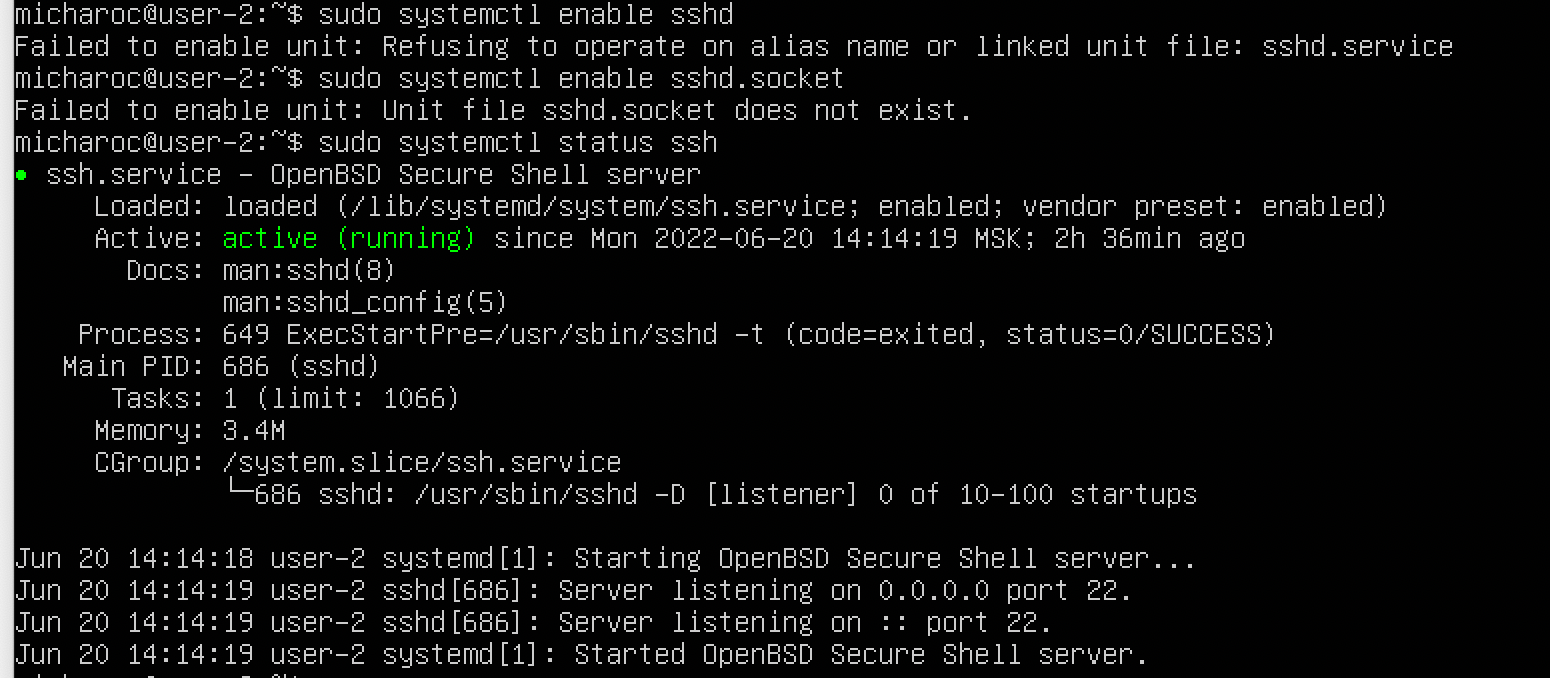 micharoc@user-2:~$ sudo systemctl enable sshd
Failed to enable unit: Refusing to operate on alias name or linked unit file: sshd.service
micharoc@user-2:~$ sudo systemctl enable sshd.socket
Failed to enable unit: Unit file sshd.socket does not exist.
micharoc@user-2:~$ sudo systemctl status ssh
● ssh.service - OpenBSD Secure Shell server
Loaded: loaded (/lib/systemd/system/ssh.service; enabled; vendor preset: enabled)
Active: active (running) since Mon 2022-06-20 14:14:19 MSK; 2h 36min ago
Docs: man:sshd(8)
man:sshd_config(5)
Process: 649 ExecStartPre=/usr/sbin/sshd -t (code=exited, status=0/SUCCESS)
Main PID: 686 (sshd)
Tasks: 1 (limit: 1066)
Memory: 3.4M
CGroup: /system.slice/ssh.service
└─686 sshd: /usr/sbin/sshd -D [listener] 0 of 10-100 startups
Jun 20 14:14:18 user-2 systemd[1]: Starting OpenBSD Secure Shell server...
Jun 20 14:14:19 user-2 sshd[686]: Server listening on 0.0.0.0 port 22.
Jun 20 14:14:19 user-2 sshd[686]: Server listening on :: port 22.
Jun 20 14:14:19 user-2 systemd[1]: Started OpenBSD Secure Shell server.